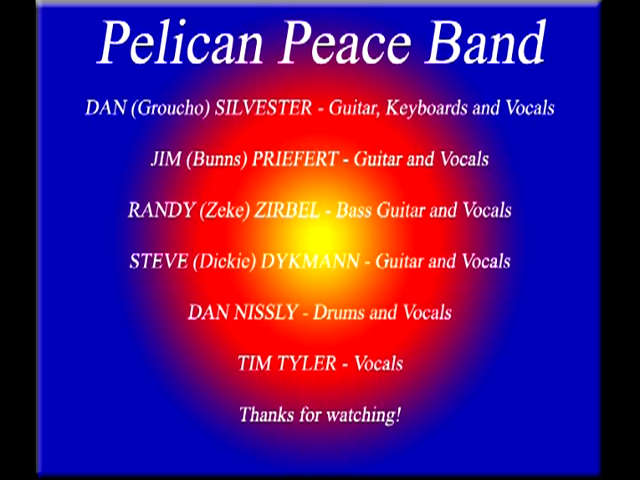 Pelican Peace Band
DAN (Groucho) SILVESTER - Guitar, Keyboards and Vocals
JIM (Bunns) PRIEFERT - Guitar and Vocals
RANDY (Zeke) ZIRBEL - Bass Guitar and Vocals
STEVE (Dickie) DYKMANN - Guitar and Vocals
DAN NISSLY - Drums and Vocals
TIM TYLER - Vocals
Thanks for watching!